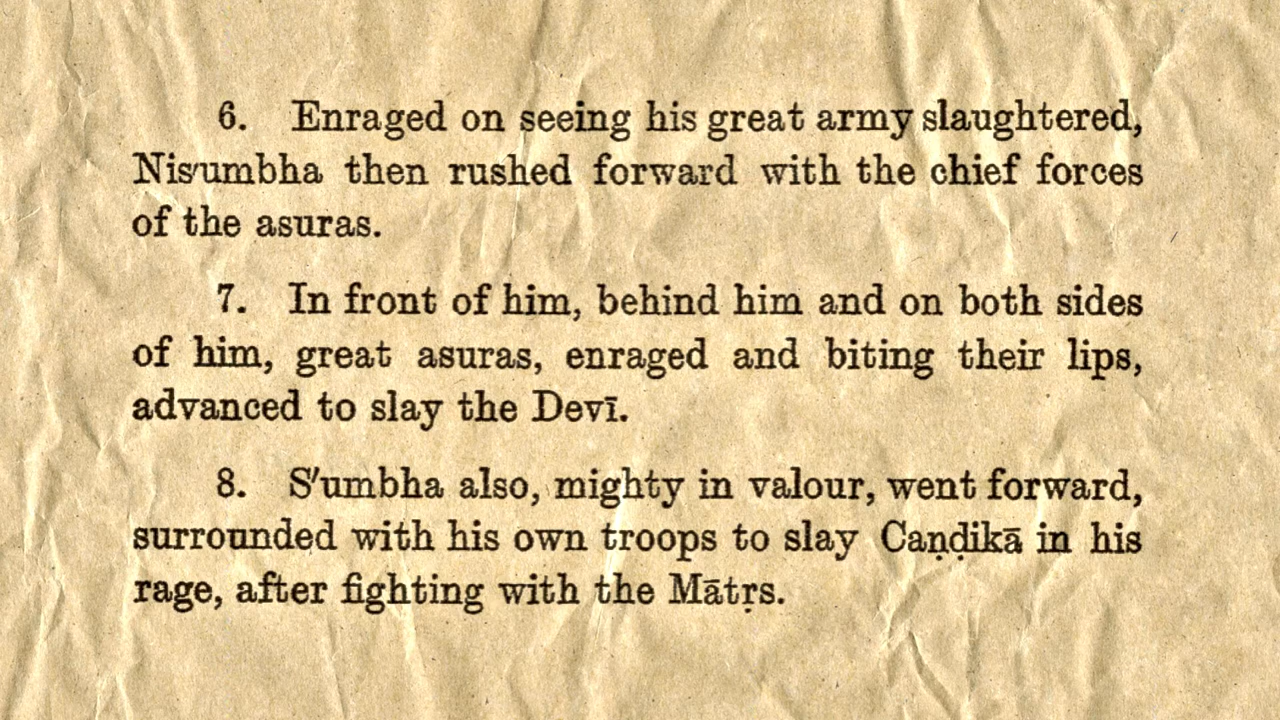 6. Enraged on seeing his great army slaughtered,
Nis'umbha then rushed forward with the chief forces
of the asuras.
7. In front of him, behind him and on both sides
of him, great asuras, enraged and biting their lips,
advanced to slay the Devī.
8. S'umbha also, mighty in valour, went forward,
surrounded with his own troops to slay Caṇḍikā in his
rage, after fighting with the Mātṛs.